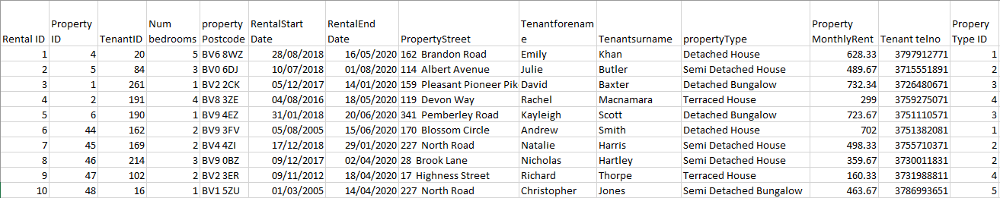 Rental ID Property ID TenantID Num bedrooms property Postcode RentalStart Date RentalEnd Date PropertyStreet Tenantforename Tenantsurname propertyType Property MonthlyRent Tenant telno Propery Type ID
1 4 20 5 BV6 8WZ 28/08/2018 16/05/2020 162 Brandon Road Emily Khan Detached House 628.33 3797912771 1
2 5 84 3 BV0 6DJ 10/07/2018 01/08/2020 114 Albert Avenue Julie Butler Semi Detached House 489.67 3715551891 2
3 1 261 1 BV2 2CK 05/12/2017 14/01/2020 159 Pleasant Pioneer Pik David Baxter Detached Bungalow 732.34 3726480671 3
4 2 191 4 BV8 3ZE 04/08/2016 18/05/2020 119 Devon Way Rachel Macnamara Terraced House 299 3759275071 4
5 6 190 1 BV9 4EZ 31/01/2018 20/06/2020 341 Pemberley Road Kayleigh Scott Detached Bungalow 723.67 3751110571 3
6 44 162 2 BV9 3FV 05/08/2005 15/06/2020 170 Blossom Circle Andrew Smith Detached House 702 3751382081 1
7 45 169 2 BV4 4ZI 17/12/2018 29/01/2020 227 North Road Natalie Harris Semi Detached House 498.33 3755710371 2
8 46 214 3 BV9 0BZ 09/12/2017 02/04/2020 28 Brook Lane Nicholas Hartley Semi Detached House 359.67 3730011831 2
9 47 102 2 BV2 3ER 09/11/2012 18/04/2020 17 Highness Street Richard Thorpe Terraced House 160.33 3731988811 4
10 48 16 1 BV1 5ZU 01/03/2005 14/04/2020 227 North Road Christopher Jones Semi Detached Bungalow 463.67 3786993651 5